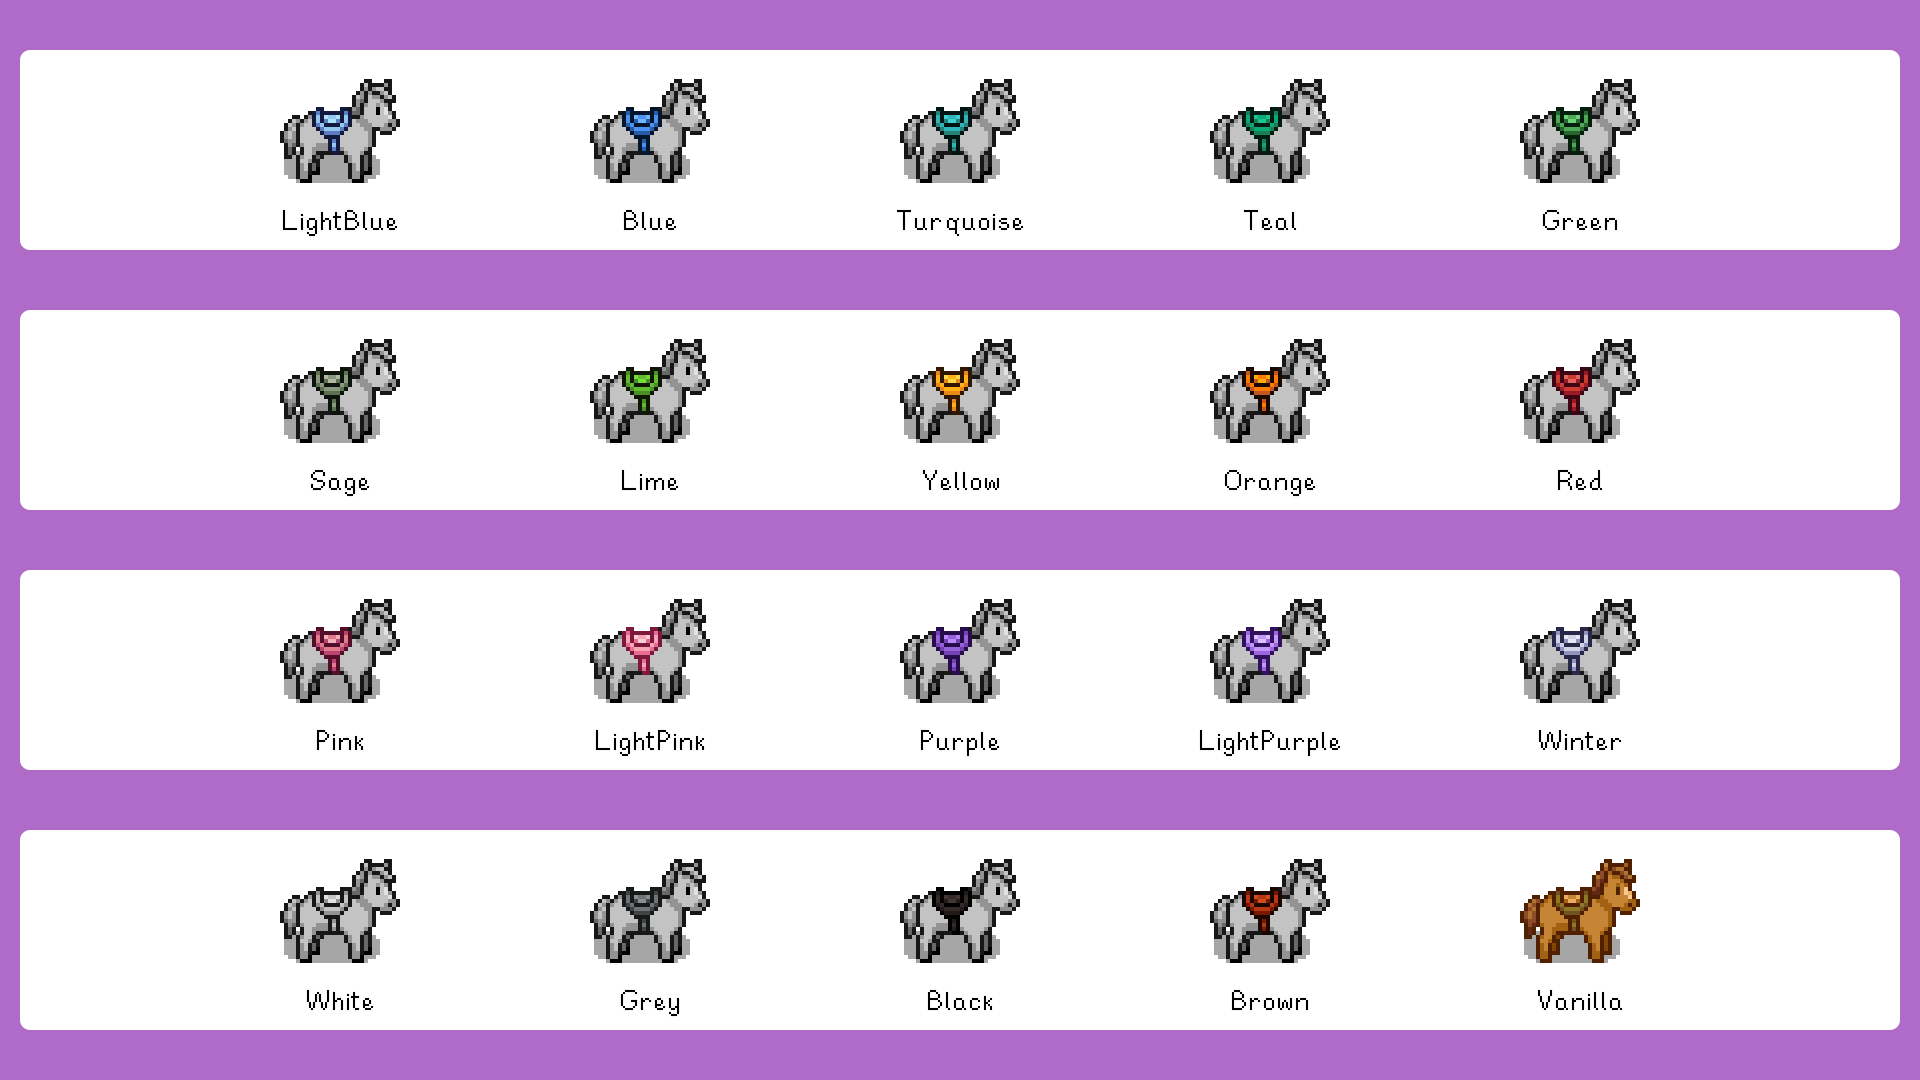 LightBlue Blue Turquoise Teal Green
Sage Lime Yellow Orange Red
Pink LightPink Purple LightPurple Winter
White Grey Black Brown Vanilla